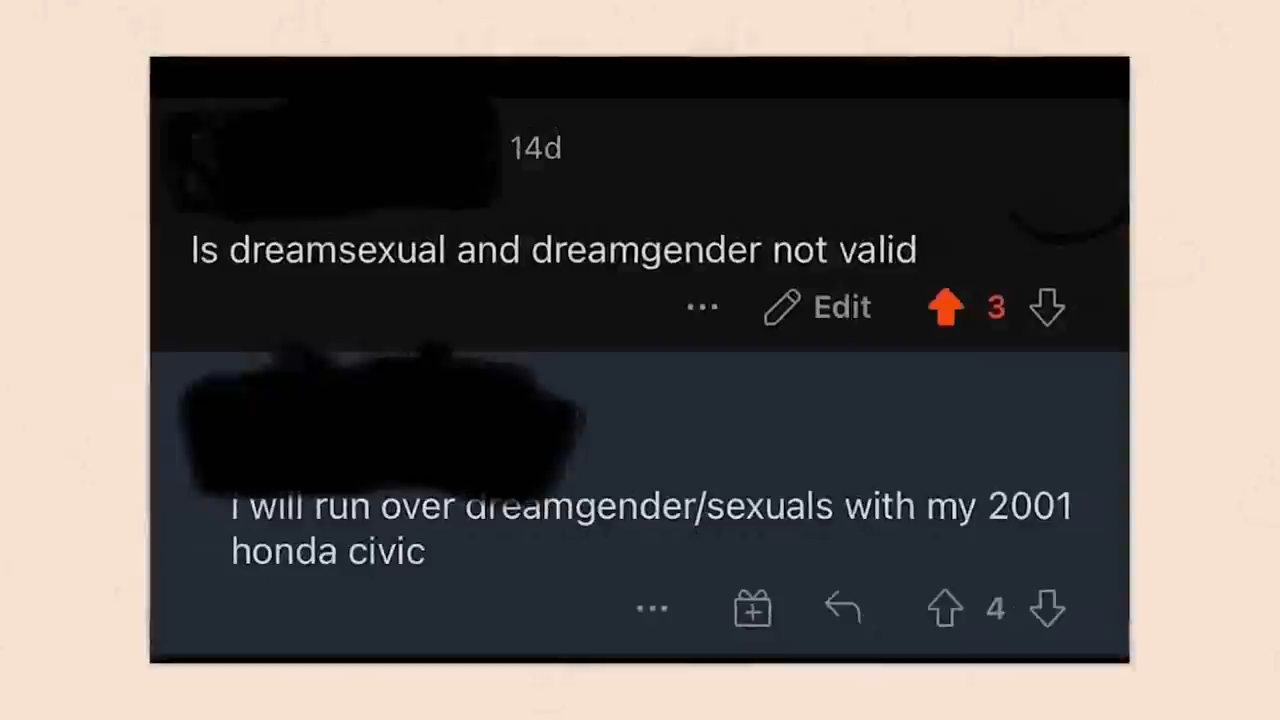 14d
Is dreamsexual and dreamgender not valid
... Edit 3
i will run over dreamgender/sexuals with my 2001
honda civic
... 4